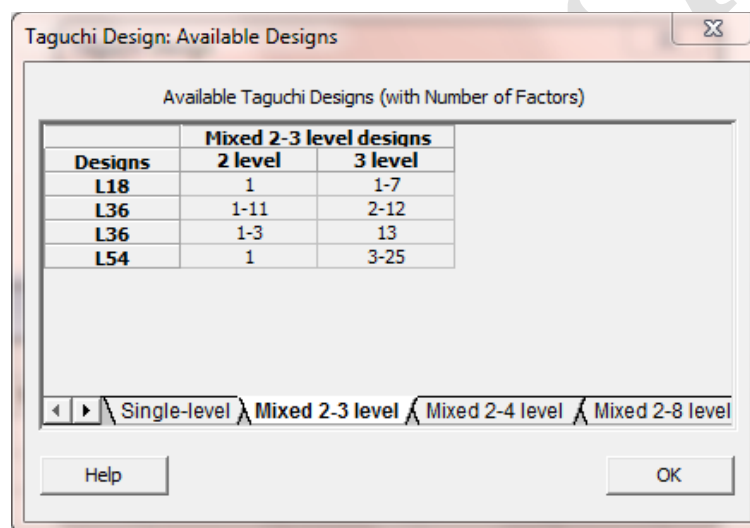 Taguchi Design: Available Designs
Available Taguchi Designs (with Number of Factors)
Mixed 2-3 level designs
Designs 2 level 3 level
L18 1 1-7
L36 1-11 2-12
L36 1-3 13
L54 1 3-25
Single-level Mixed 2-3 level Mixed 2-4 level Mixed 2-8 level
Help OK